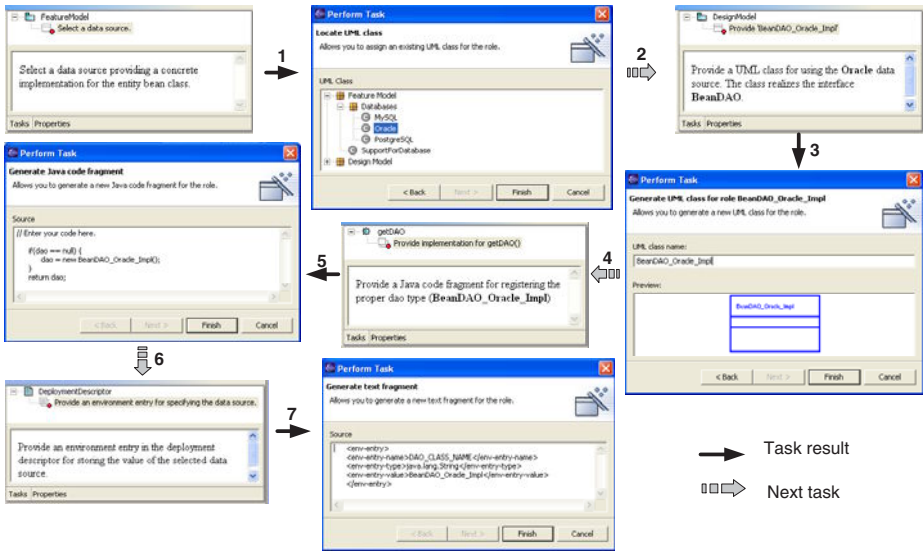 FeatureModel
Select a data source.
Select a data source providing a concrete
implementation for the entity bean class.
Tasks Properties
1
Perform Task
Locate UML class
Allows you to assign an existing UML class for the role.
UML Class
Feature Model
Databases
MySQL
Oracle
PostgreSQL
SupportForDatabase
Design Model
< Back
Next >
Finish
Cancel
2
DesignModel
Provide 'BeanDAO_Oracle_Impl'
Provide a UML class for using the Oracle data
source. The class realizes the interface
BeanDAO.
Tasks Properties
3
Perform Task
Generate UML class for role BeanDAO_Oracle_Impl
Allows you to generate a new UML class for the role.
UML class name:
BeanDAO_Oracle_Impl
Preview:
BeanDAO_Oracle_Impl
< Back
Next >
Finish
Cancel
4
getDAO
Provide implementation for getDAO()
Provide a Java code fragment for registering the
proper dao type (BeanDAO_Oracle_Impl)
Tasks Properties
5
Perform Task
Generate Java code fragment
Allows you to generate a new Java code fragment for the role.
Source
// Enter your code here.
if(dao == null) {
dao = new BeanDAO_Oracle_Impl();
}
return dao;
< Back
Next >
Finish
Cancel
6
DeploymentDescriptor
Provide an environment entry for specifying the data source.
Provide an environment entry in the deployment
descriptor for storing the value of the selected data
source.
Tasks Properties
7
Perform Task
Generate text fragment
Allows you to generate a new text fragment for the role.
Source
<env-entry>
<env-entry-name>DAO_CLASS_NAME</env-entry-name>
<env-entry-type>java.lang.String</env-entry-type>
<env-entry-value>BeanDAO_Oracle_Impl</env-entry-value>
</env-entry>
< Back
Next >
Finish
Cancel
Task result
Next task